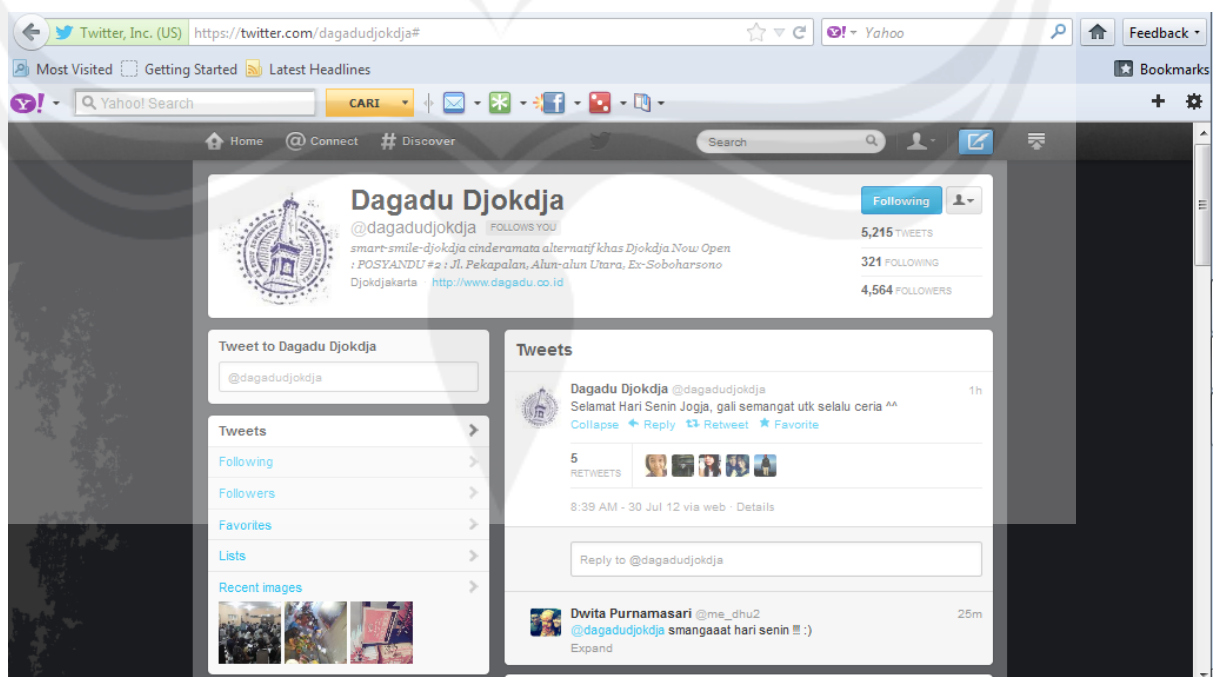 Twitter, Inc. (US) https://twitter.com/dagadudjokdja# Yahoo Feedback
Most Visited Getting Started Latest Headlines Bookmarks
Y! Yahoo! Search CARI
Home @ Connect # Discover Search
Dagadu Djokdja
@dagadudjokdja FOLLOWS YOU
smart-smile-djokdja cinderamata alternatif khas Djokdja Now Open
: POSYANDU #2 : Jl. Pekapalan, Alun-alun Utara, Ex-Soboharsono
Djokdjakarta · http://www.dagadu.co.id
Following
5,215 TWEETS
321 FOLLOWING
4,564 FOLLOWERS
Tweet to Dagadu Djokdja
@dagadudjokdja
Tweets
Following
Followers
Favorites
Lists
Recent images
Tweets
Dagadu Djokdja @dagadudjokdja 1h
Selamat Hari Senin Jogja, gali semangat utk selalu ceria ^^
Collapse Reply Retweet Favorite
5
RETWEETS
8:39 AM - 30 Jul 12 via web · Details
Reply to @dagadudjokdja
Dwita Purnamasari @me_dhu2 25m
@dagadudjokdja smangaaat hari senin !!! :)
Expand